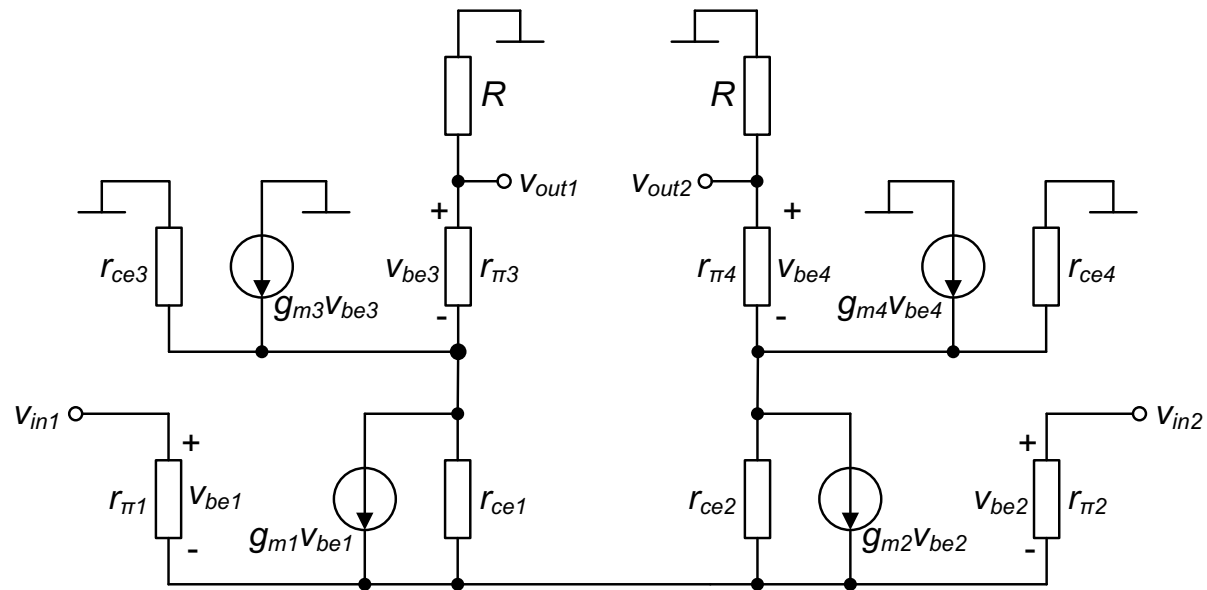 R
R
v_out1
v_out2
+
+
r_ce3
g_m3v_be3
v_be3
r_π3
r_π4
v_be4
g_m4v_be4
r_ce4
-
-
v_in1
v_in2
+
+
r_π1
v_be1
g_m1v_be1
r_ce1
r_ce2
g_m2v_be2
v_be2
r_π2
-
-